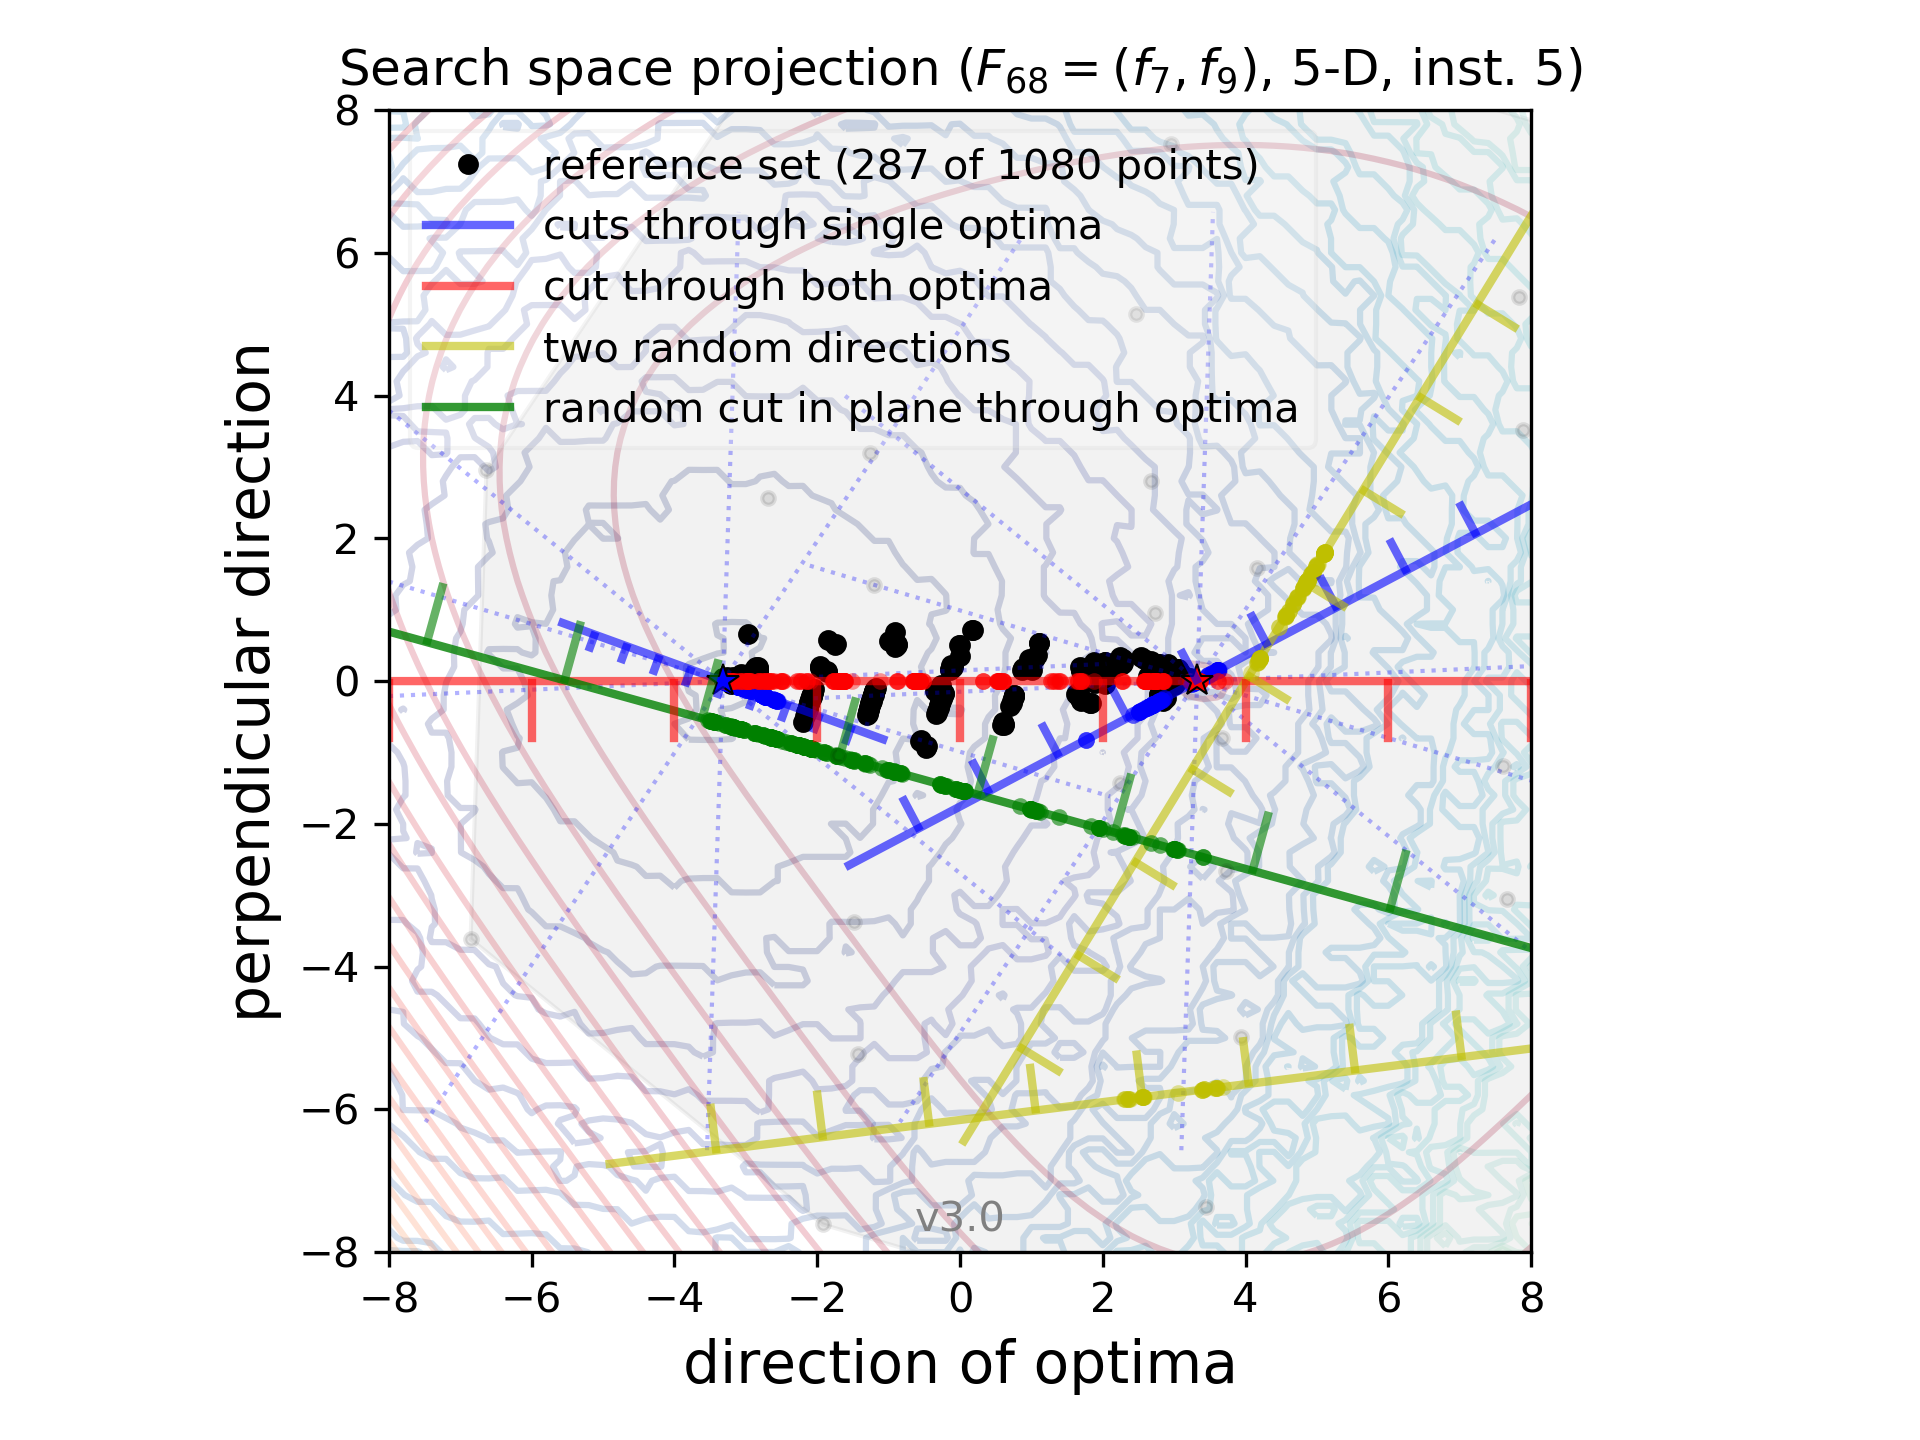 Search space projection (F68 = (f7, f9), 5-D, inst. 5)
reference set (287 of 1080 points)
cuts through single optima
cut through both optima
two random directions
random cut in plane through optima
8
6
4
2
0
−2
−4
−6
−8
perpendicular direction
v3.0
−8 −6 −4 −2 0 2 4 6 8
direction of optima